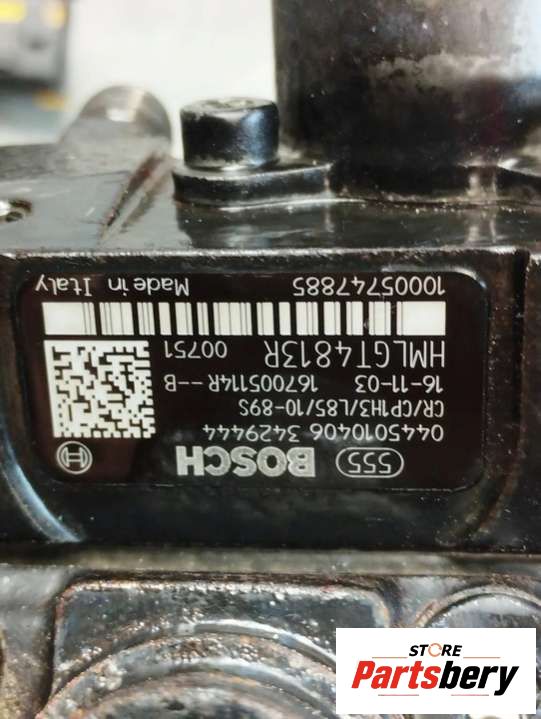 555 BOSCH
0445010406 3429444
CR/CP1H3/L85/10-89S
16-11-03 167005114R--B
HMLGT4813R 00751
10005747885 Made in Italy
STORE
Partsbery